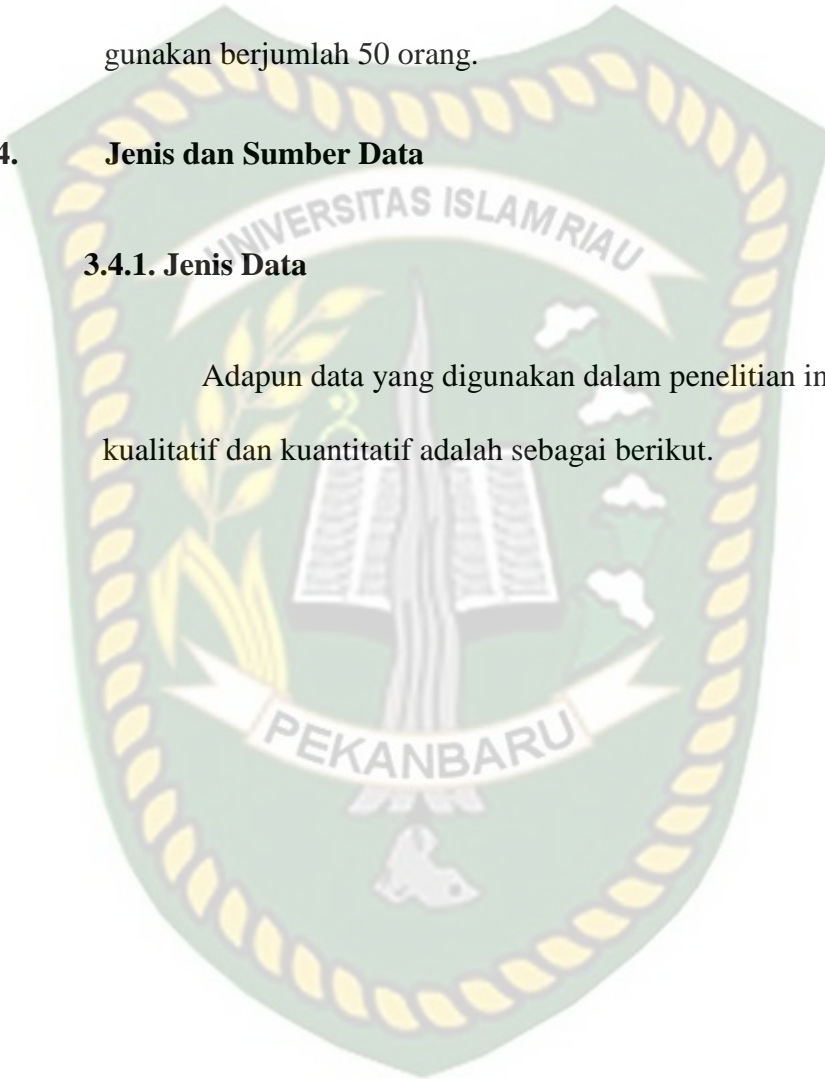 gunakan berjumlah 50 orang.
4. Jenis dan Sumber Data
UNIVERSITAS ISLAM RIAU
3.4.1. Jenis Data
Adapun data yang digunakan dalam penelitian in
kualitatif dan kuantitatif adalah sebagai berikut.
PEKANBARU